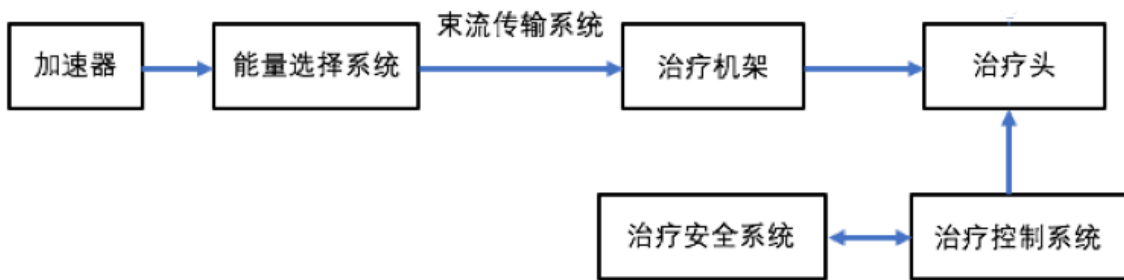 束流传输系统
加速器
能量选择系统
治疗机架
治疗头
治疗安全系统
治疗控制系统